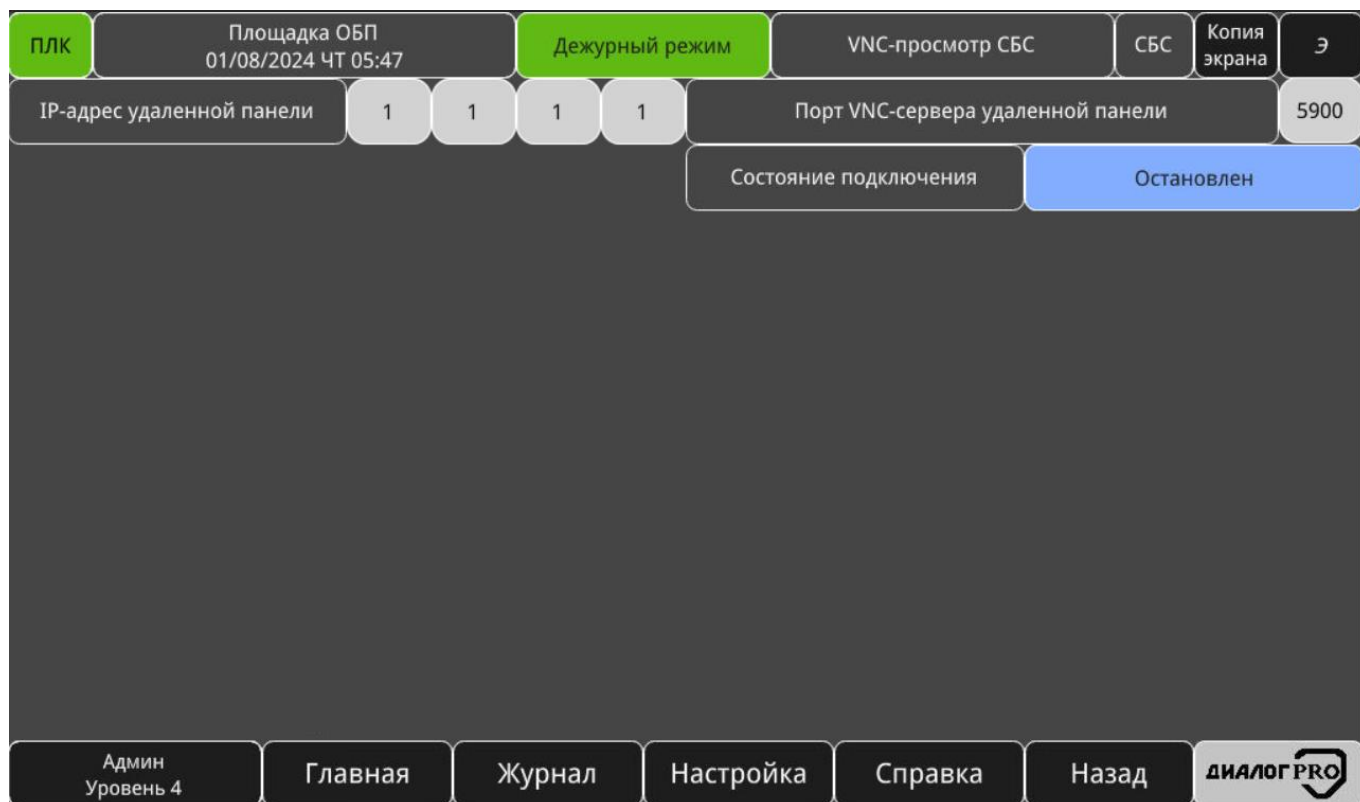 ПЛК
Площадка ОБП
01/08/2024 ЧТ 05:47
Дежурный режим
VNC-просмотр СБС
СБС
Копия
экрана
Э
IP-адрес удаленной панели
1
1
1
1
Порт VNC-сервера удаленной панели
5900
Состояние подключения
Остановлен
Админ
Уровень 4
Главная
Журнал
Настройка
Справка
Назад
ДИАЛОГ PRO